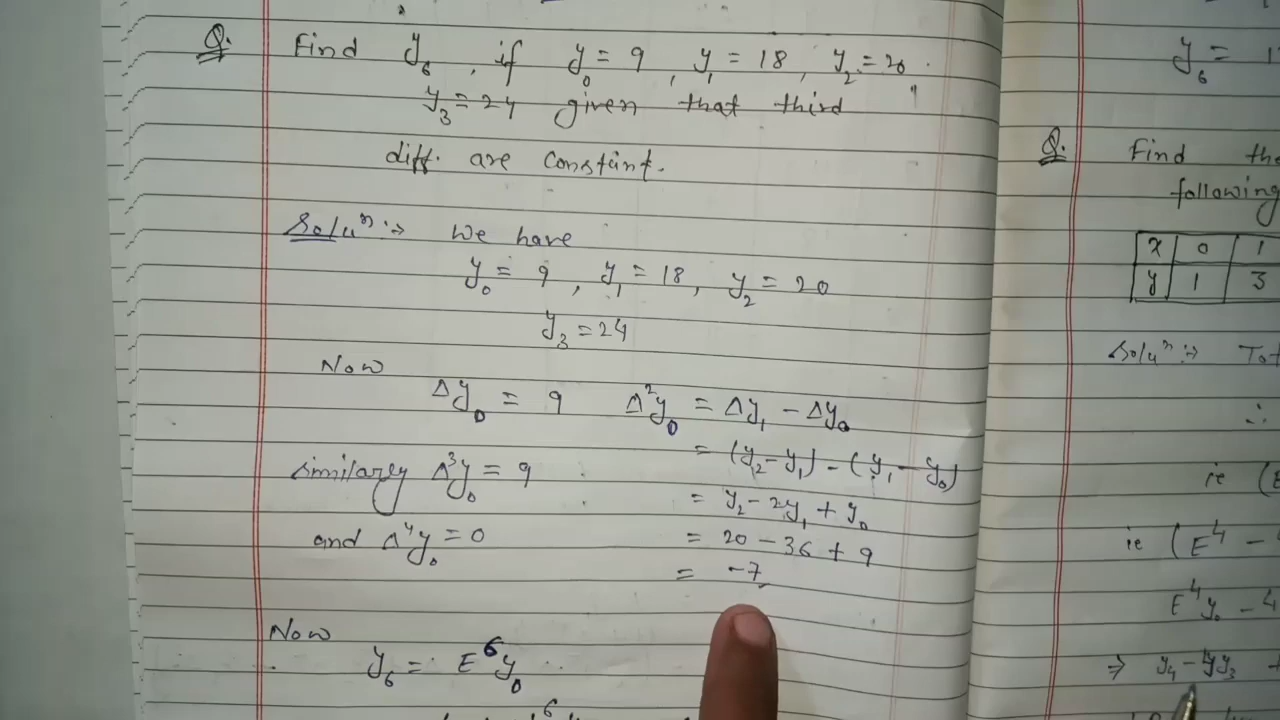 Q. Find y₆, if y₀ = 9, y₁ = 18, y₂ = 20.
y₃ = 24 given that third
diff. are constant.
Soluⁿ :→ We have
y₀ = 9, y₁ = 18, y₂ = 20
y₃ = 24
Now
Δy₀ = 9 Δ²y₀ = Δy₁ - Δy₀
= (y₂ - y₁) - (y₁ - y₀)
similarly Δ³y₀ = 9
= y₂ - 2y₁ + y₀
and Δ⁴y₀ = 0
= 20 - 36 + 9
= -7
Now
y₆ = E⁶y₀
y₆ =
Q. Find the
following
x 0 1
y 1 3
Soluⁿ :→
∴
ie
ie (E⁴ -
E⁴y₀ - 4
⇒ y₄ - 4y₃